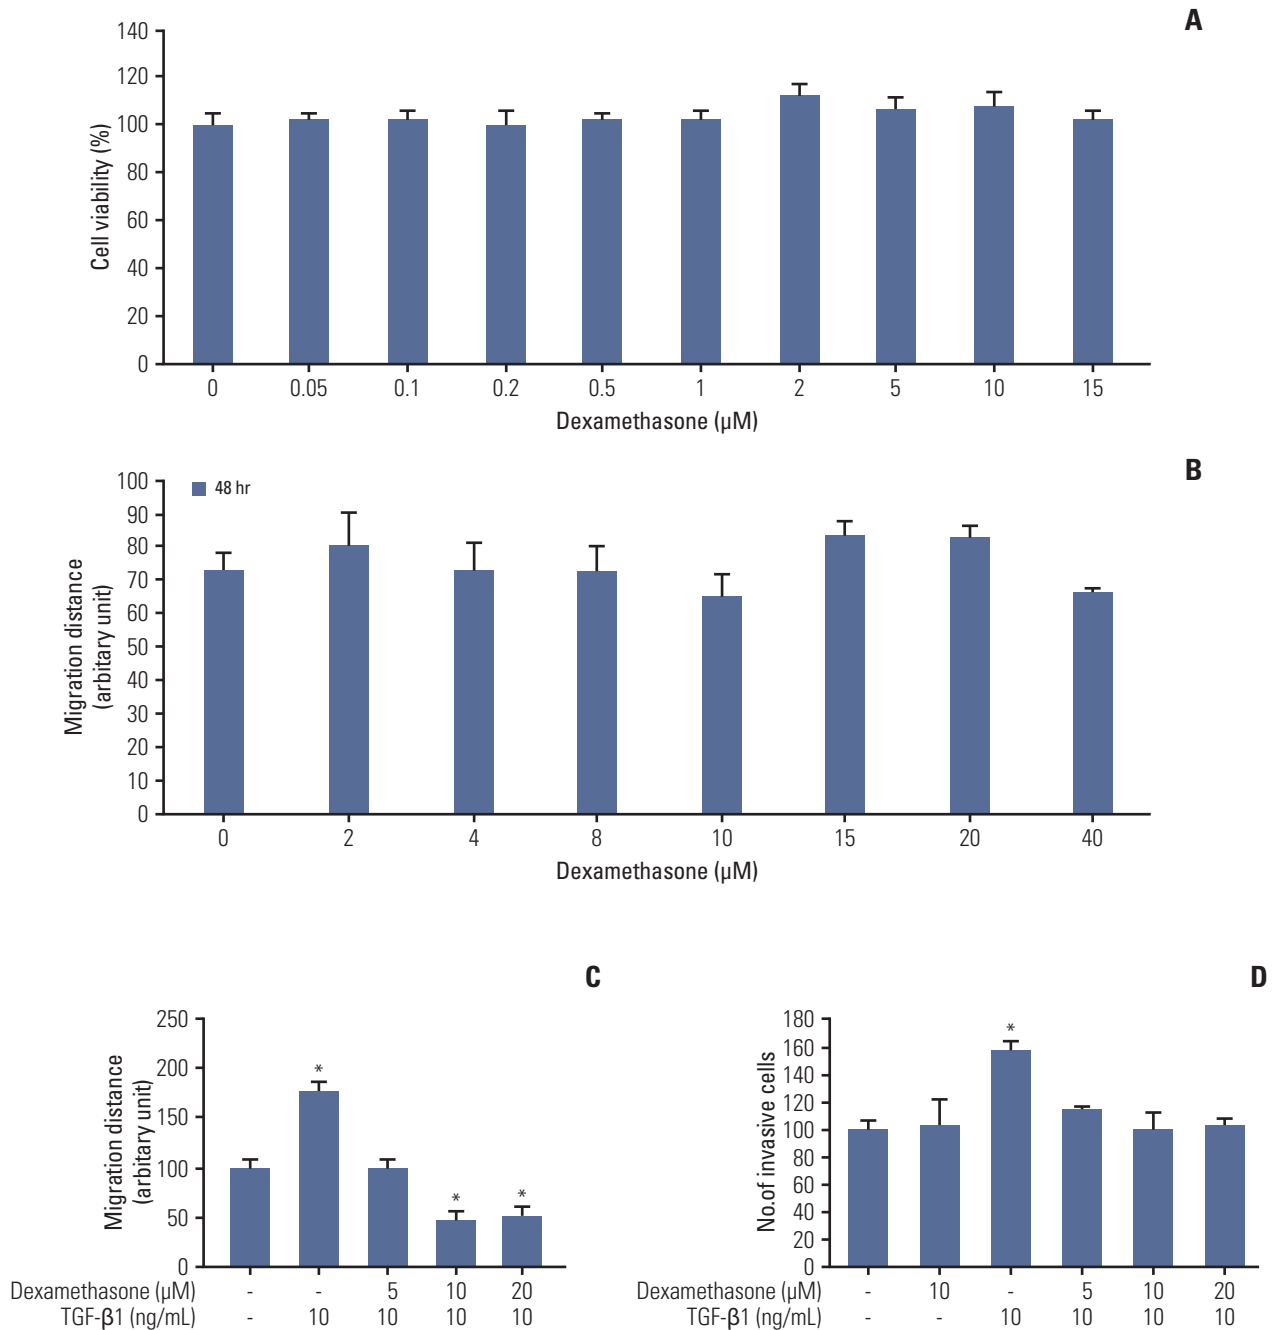 A
140
120
100
80
60
40
20
0
Cell viability (%)
0 0.05 0.1 0.2 0.5 1 2 5 10 15
Dexamethasone (µM)
B
48 hr
100
90
80
70
60
50
40
30
20
10
0
Migration distance
(arbitary unit)
0 2 4 8 10 15 20 40
Dexamethasone (µM)
C
250
200
150
100
50
0
Migration distance
(arbitary unit)
*
*
*
Dexamethasone (µM) - - 5 10 20
TGF-β1 (ng/mL) - 10 10 10 10
D
180
160
140
120
100
80
60
40
20
0
No.of invasive cells
*
Dexamethasone (µM) - 10 - 5 10 20
TGF-β1 (ng/mL) - - 10 10 10 10